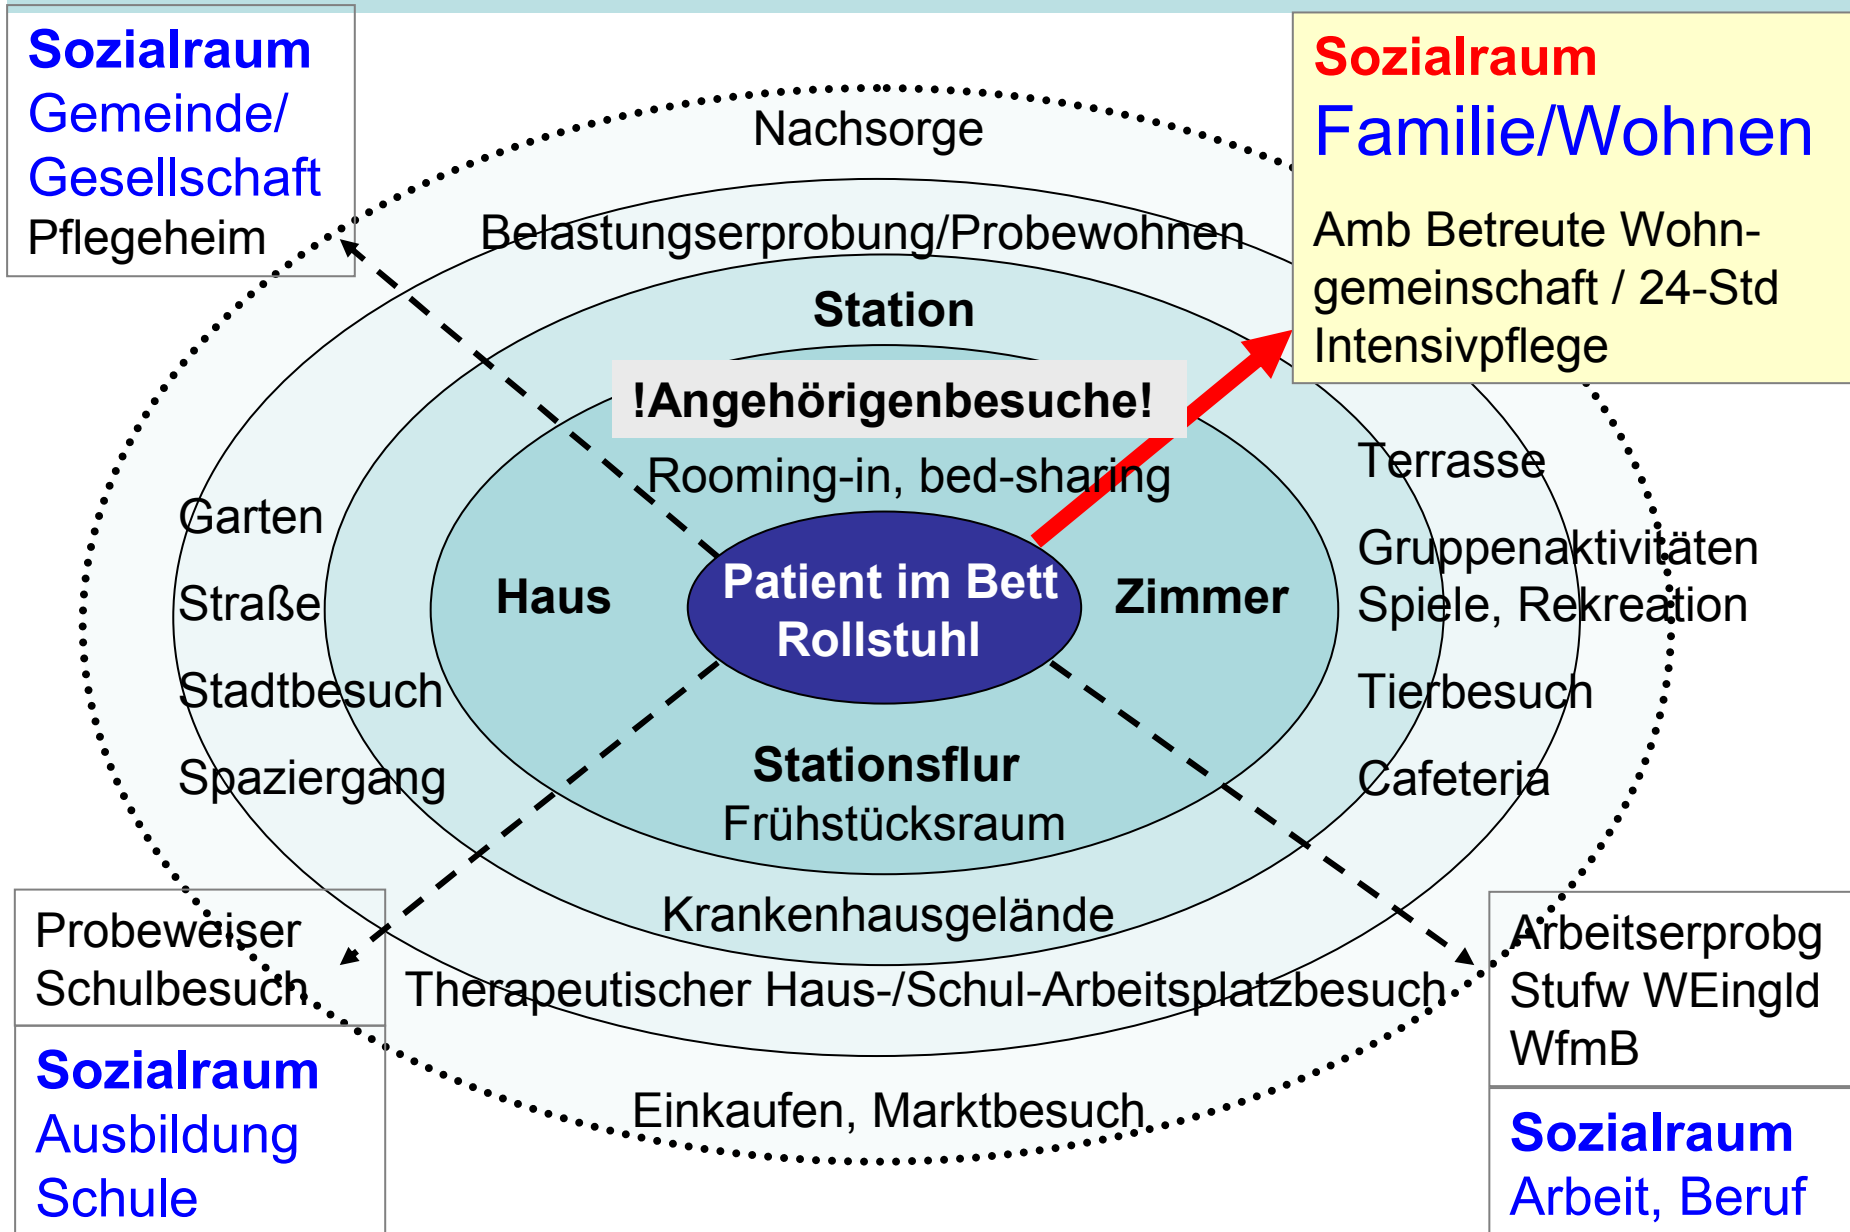 Sozialraum
Gemeinde/
Gesellschaft
Pflegeheim
Sozialraum
Familie/Wohnen
Amb Betreute Wohn-
gemeinschaft / 24-Std
Intensivpflege
Nachsorge
Belastungserprobung/Probewohnen
Station
!Angehörigenbesuche!
Rooming-in, bed-sharing
Garten
Straße
Stadtbesuch
Spaziergang
Haus
Patient im Bett
Rollstuhl
Zimmer
Terrasse
Gruppenaktivitäten
Spiele, Rekreation
Tierbesuch
Cafeteria
Stationsflur
Frühstücksraum
Krankenhausgelände
Therapeutischer Haus-/Schul-Arbeitsplatzbesuch
Einkaufen, Marktbesuch
Probeweiser
Schulbesuch
Sozialraum
Ausbildung
Schule
Arbeitserprobg
Stufw WEingld
WfmB
Sozialraum
Arbeit, Beruf